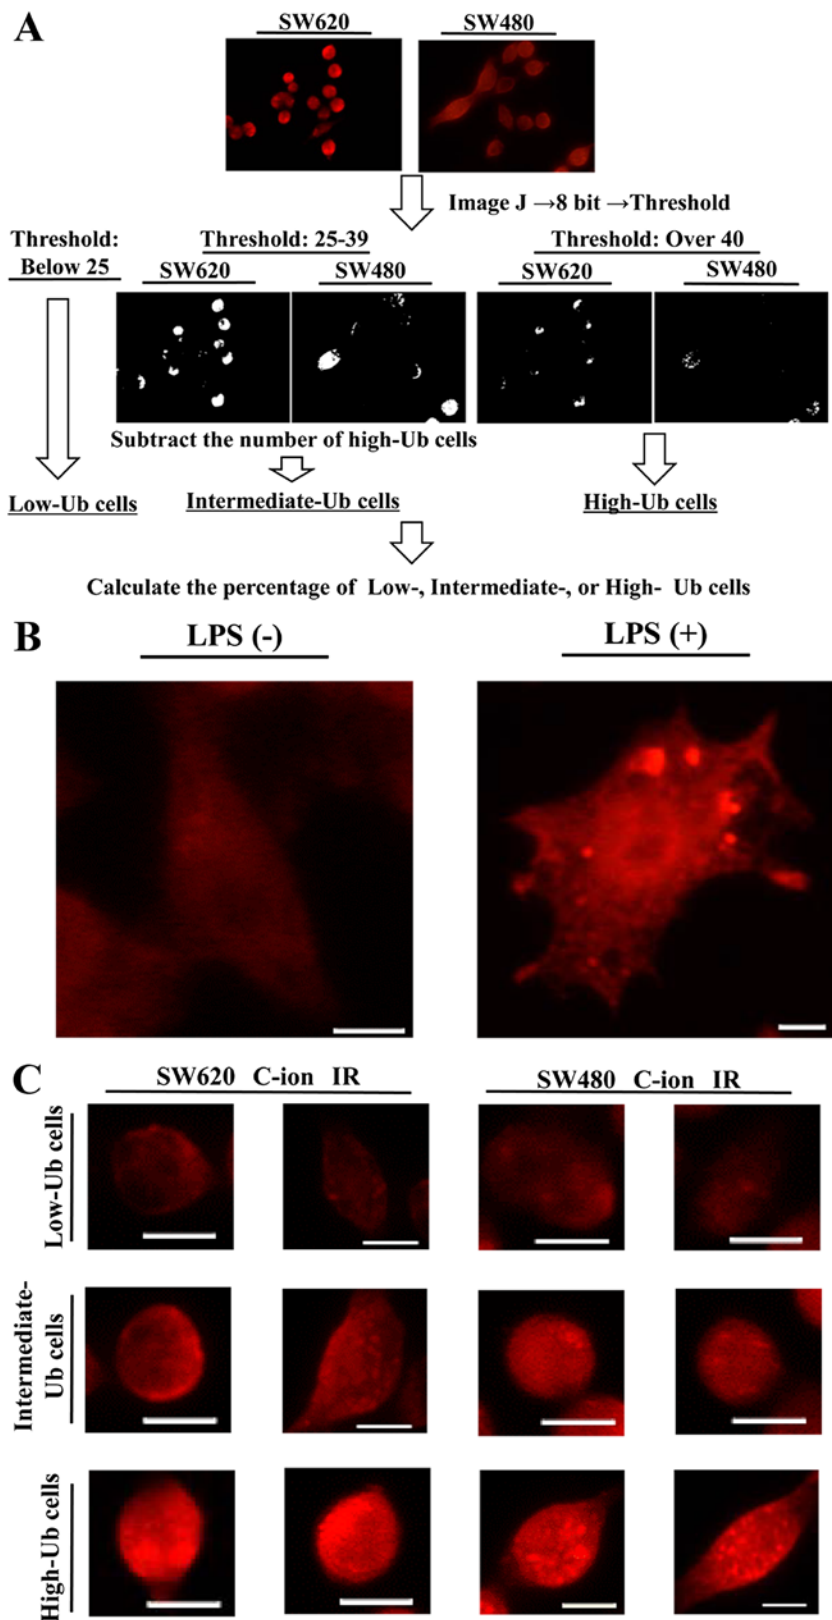 A
SW620 SW480
Image J →8 bit →Threshold
Threshold: Below 25
Threshold: 25-39
Threshold: Over 40
SW620 SW480 SW620 SW480
Subtract the number of high-Ub cells
Low-Ub cells Intermediate-Ub cells High-Ub cells
Calculate the percentage of Low-, Intermediate-, or High- Ub cells
B
LPS (-) LPS (+)
C
SW620 C-ion IR SW480 C-ion IR
Low-Ub cells
Intermediate-
Ub cells
High-Ub cells